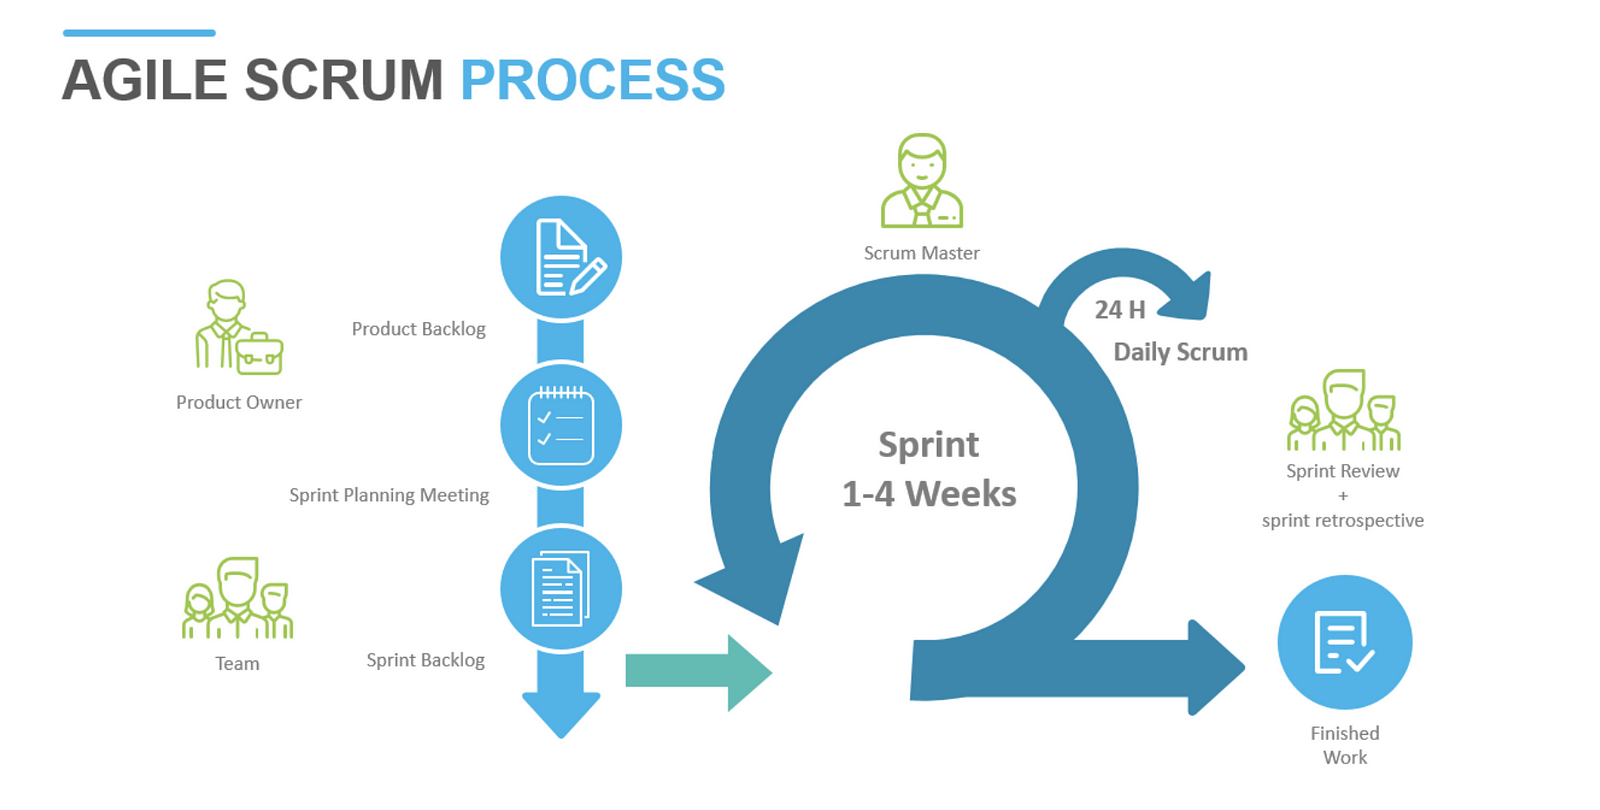 AGILE SCRUM PROCESS
Product Owner
Team
Product Backlog
Sprint Planning Meeting
Sprint Backlog
Scrum Master
24 H
Daily Scrum
Sprint
1-4 Weeks
Sprint Review
+
sprint retrospective
Finished
Work